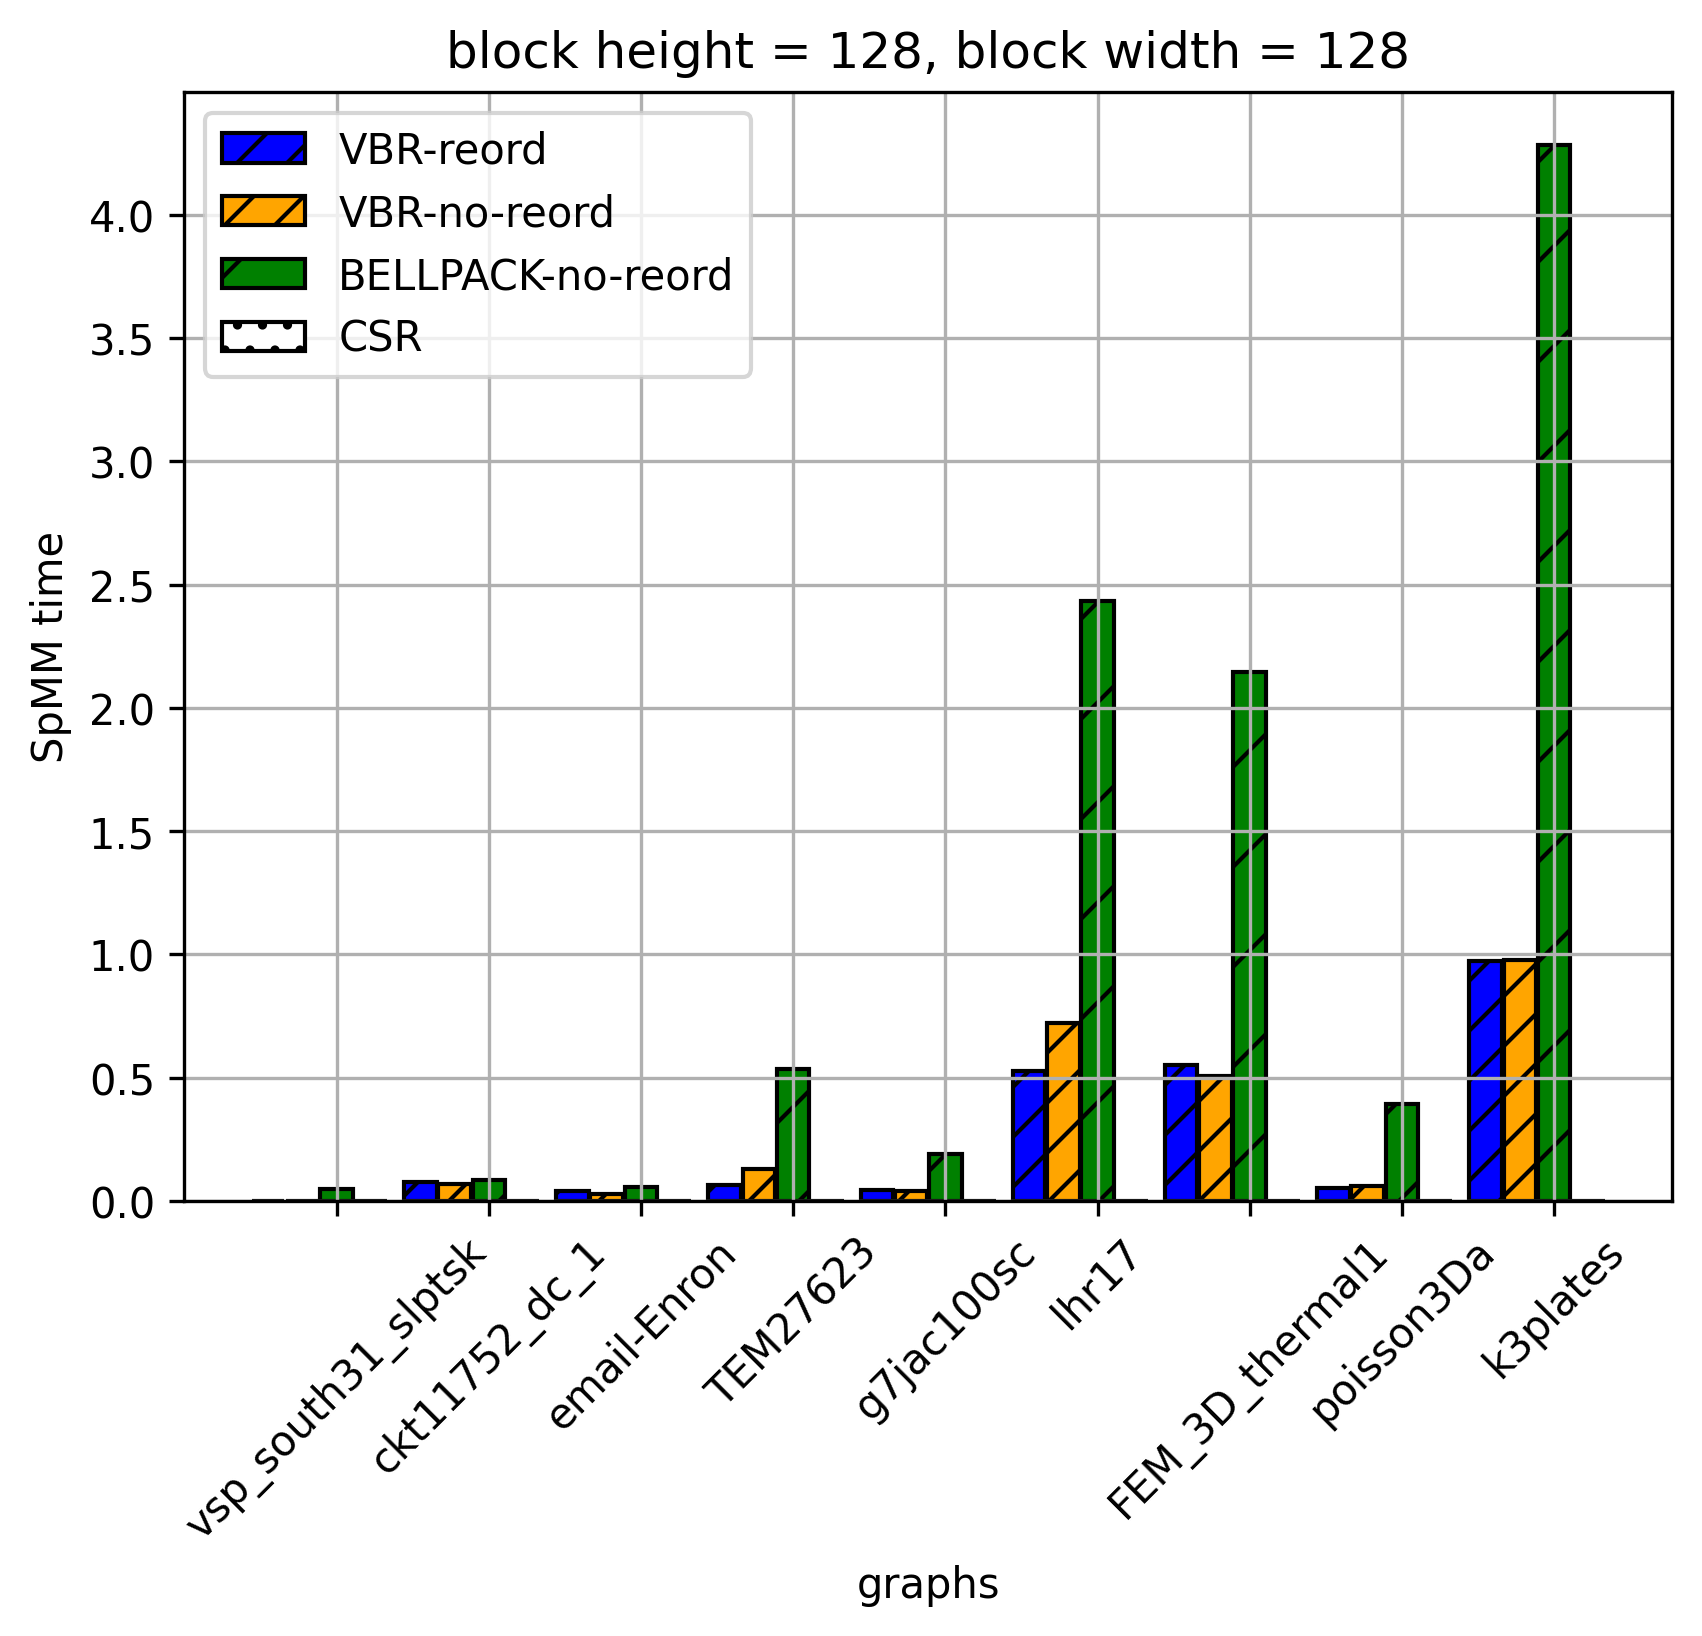 block height = 128, block width = 128
VBR-reord
VBR-no-reord
BELLPACK-no-reord
CSR
4.0
3.5
3.0
2.5
2.0
1.5
1.0
0.5
0.0
SpMM time
vsp_south31_slptsk
ckt11752_dc_1
email-Enron
TEM27623
g7jac100sc
lhr17
FEM_3D_thermal1
poisson3Da
k3plates
graphs